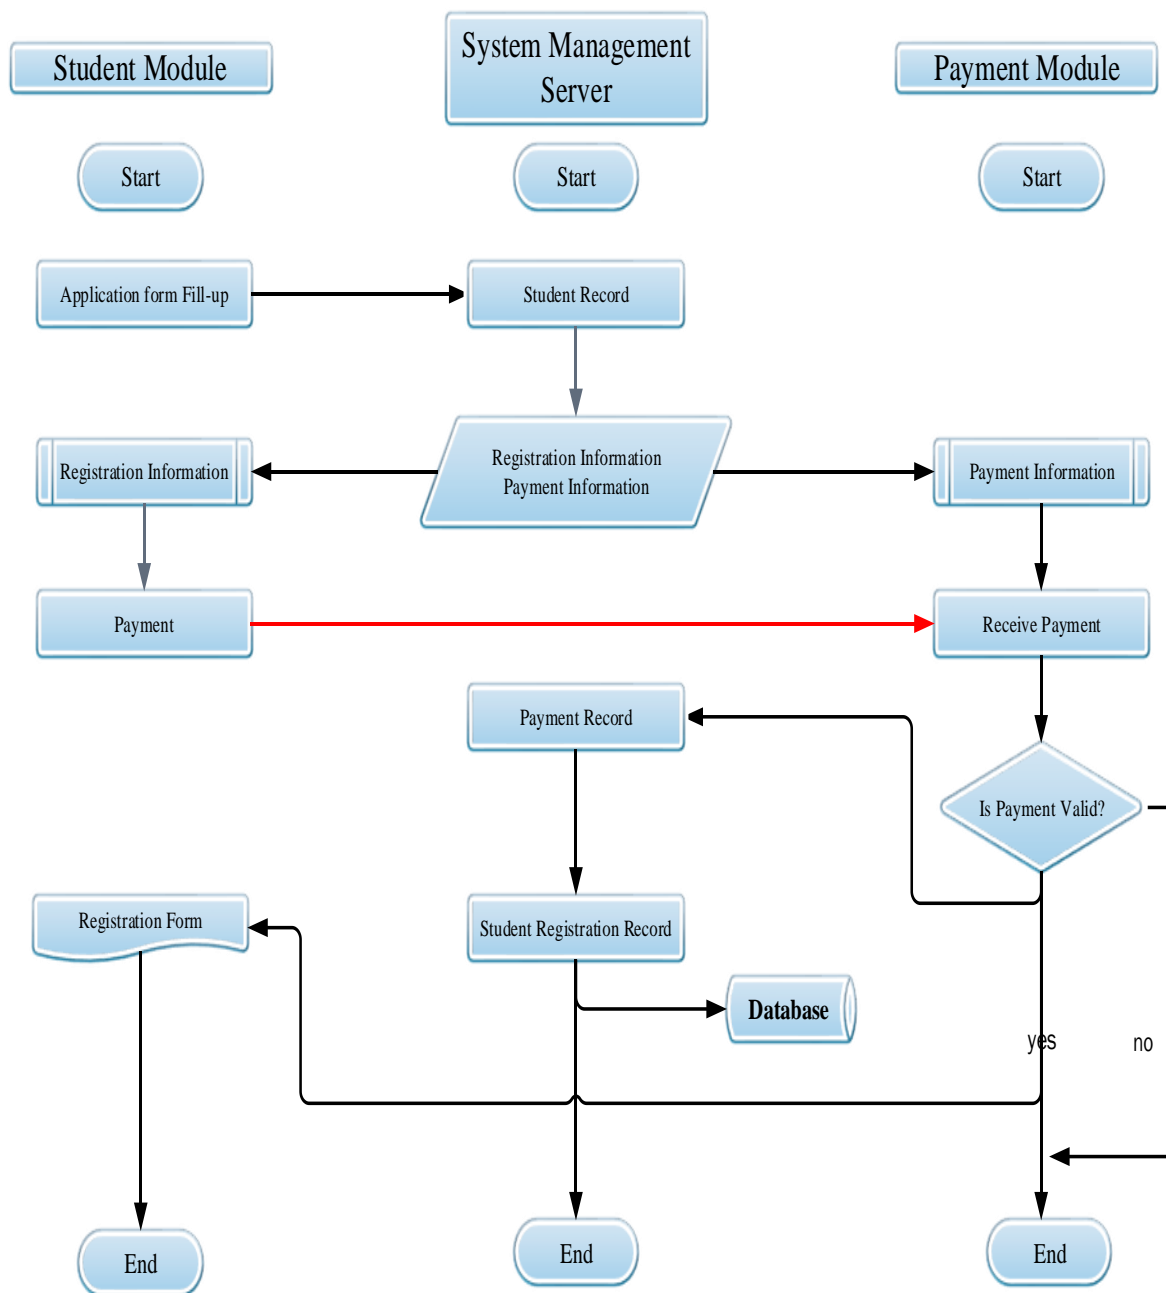 Student Module
System Management
Server
Payment Module
Start
Start
Start
Application form Fill-up
Student Record
Registration Information
Registration Information
Payment Information
Payment Information
Payment
Receive Payment
Payment Record
Is Payment Valid?
Registration Form
Student Registration Record
Database
yes
no
End
End
End